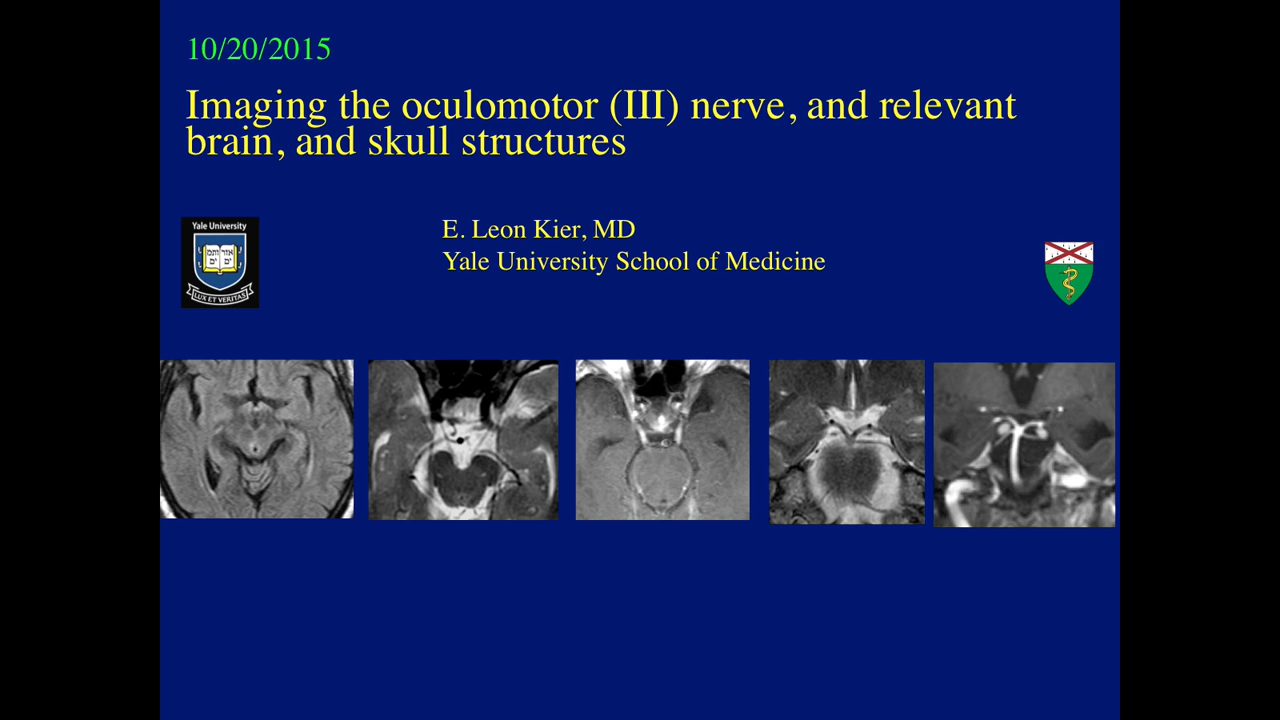 10/20/2015
Imaging the oculomotor (III) nerve, and relevant
brain, and skull structures
Yale University
E. Leon Kier, MD
Yale University School of Medicine
LUX ET VERITAS